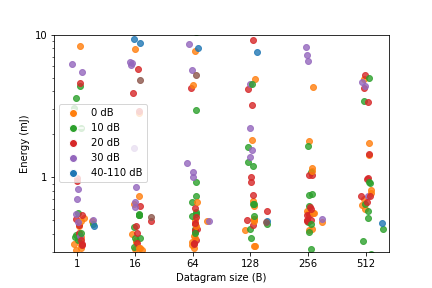 10
1
Energy (mJ)
0 dB
10 dB
20 dB
30 dB
40-110 dB
1 16 64 128 256 512
Datagram size (B)